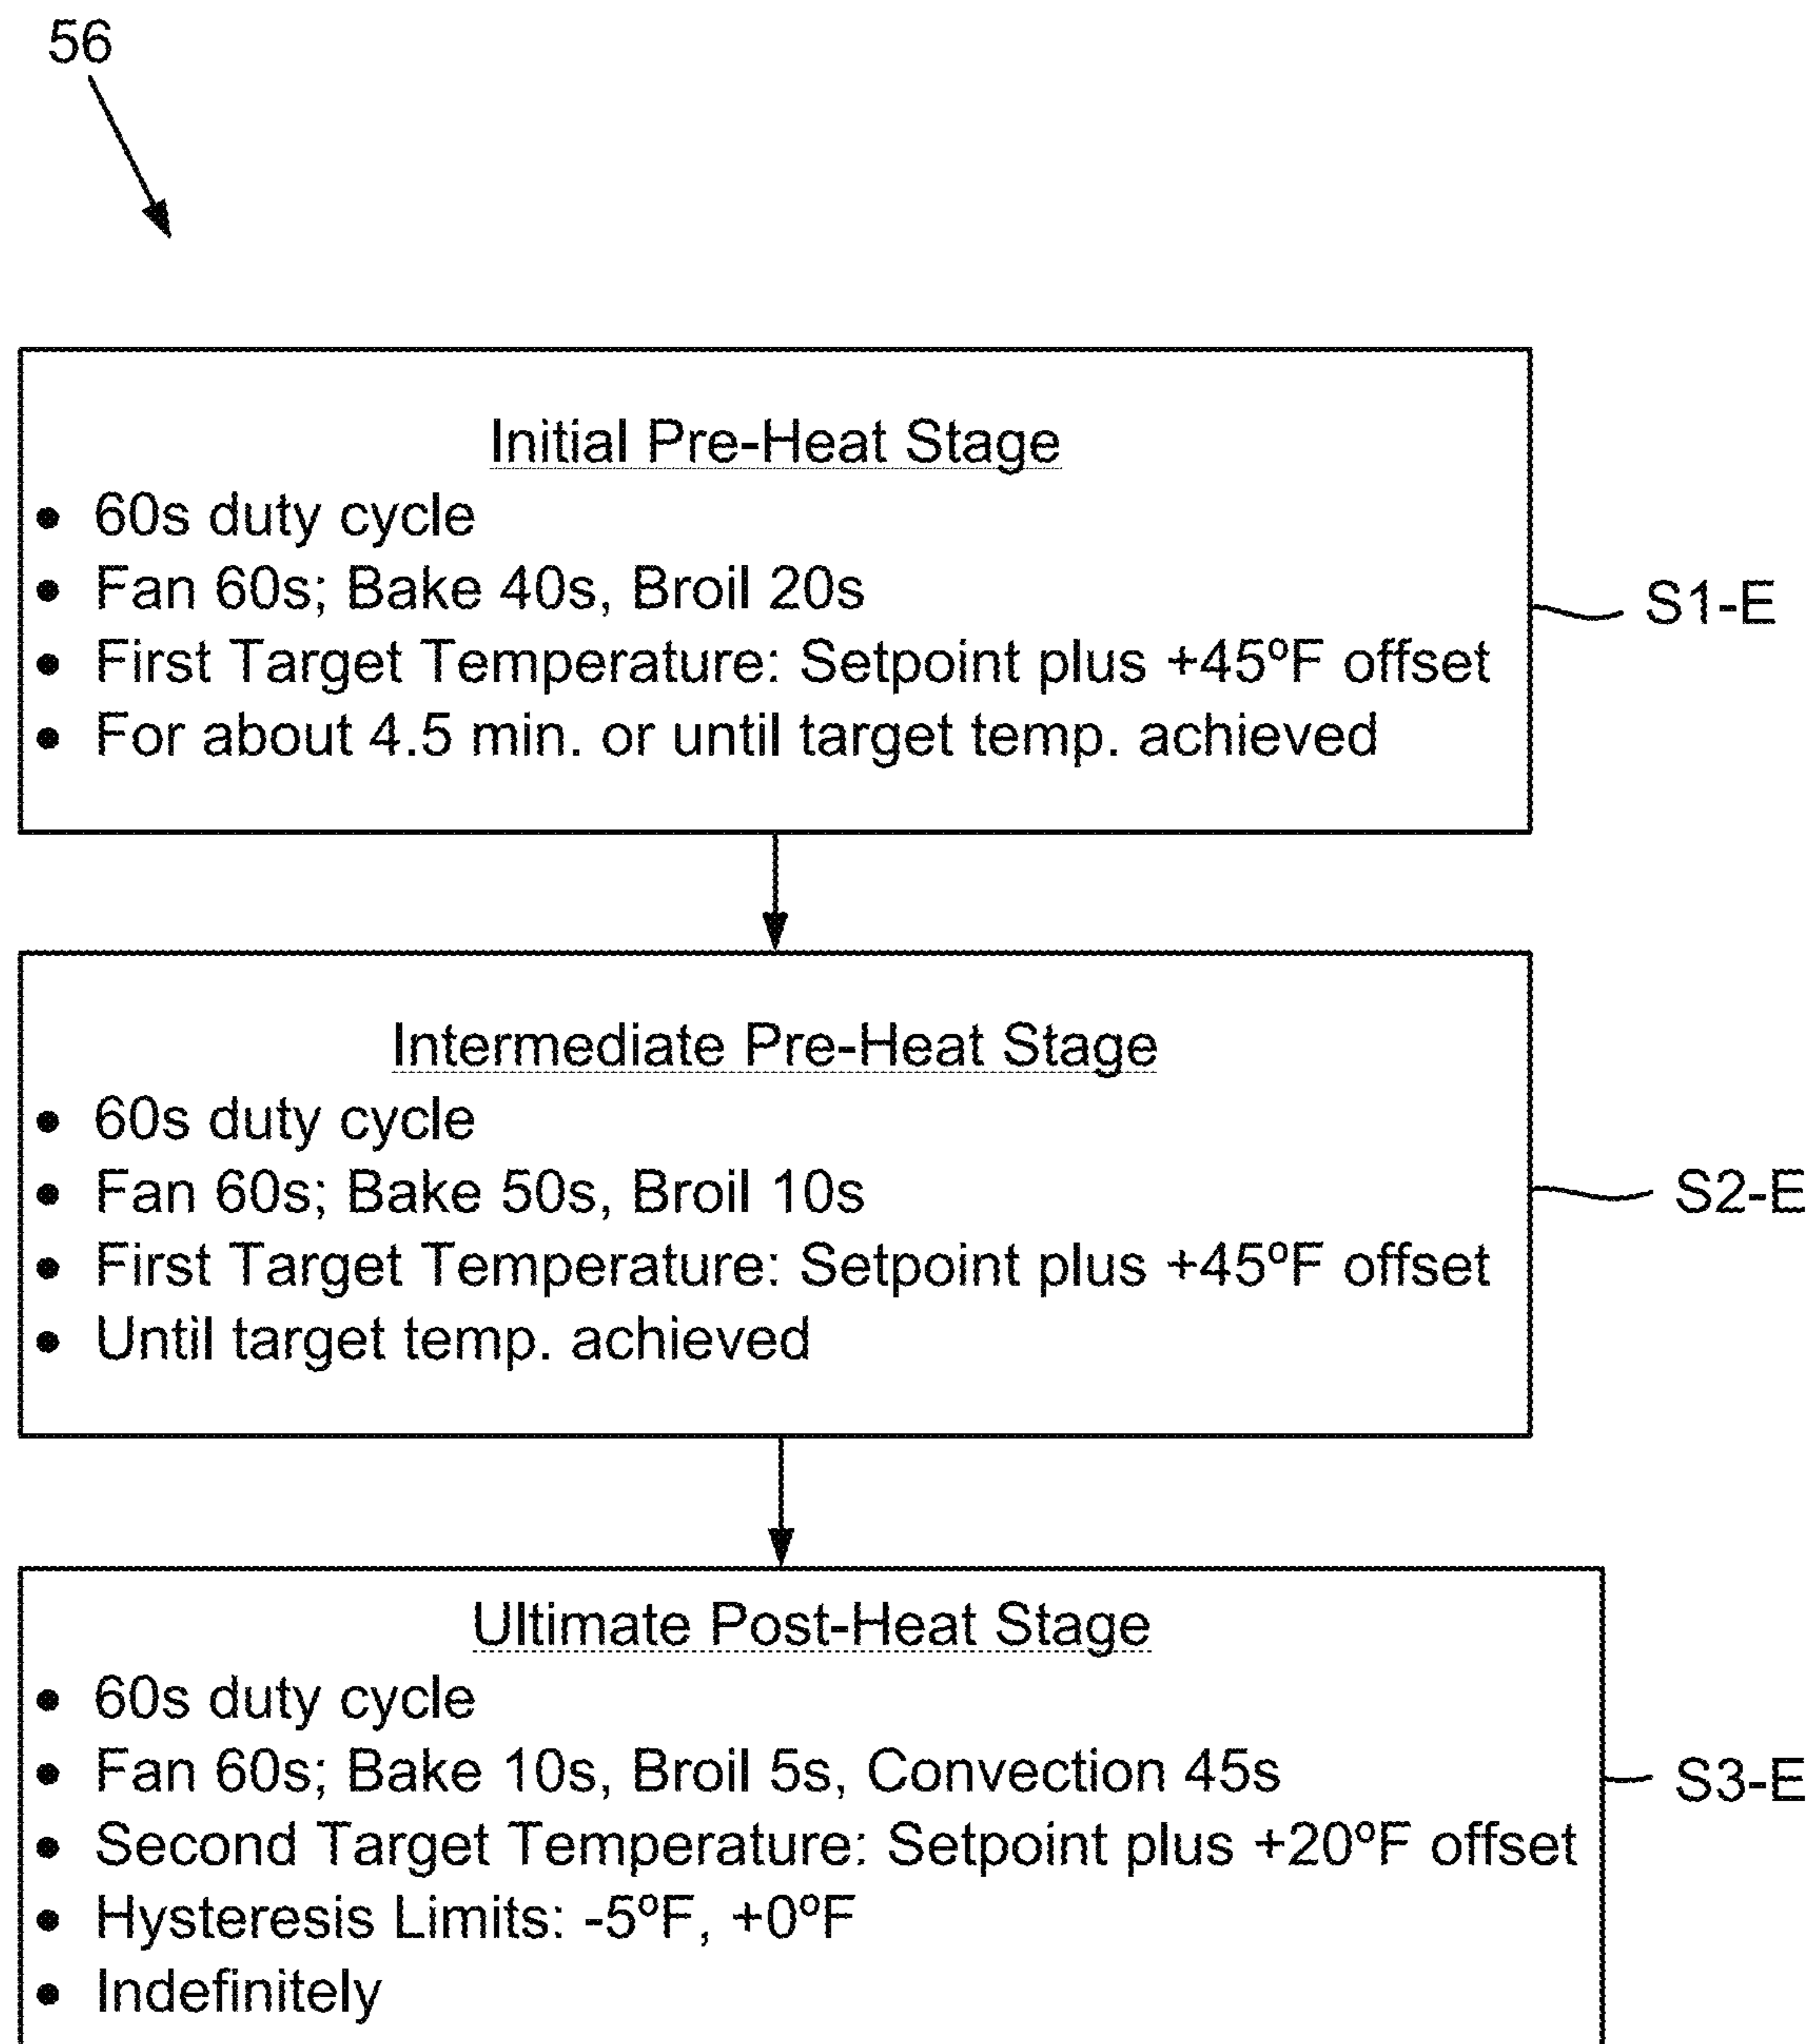 56
Initial Pre-Heat Stage
• 60s duty cycle
• Fan 60s; Bake 40s, Broil 20s
• First Target Temperature: Setpoint plus +45ºF offset
• For about 4.5 min. or until target temp. achieved
S1-E
Intermediate Pre-Heat Stage
• 60s duty cycle
• Fan 60s; Bake 50s, Broil 10s
• First Target Temperature: Setpoint plus +45ºF offset
• Until target temp. achieved
S2-E
Ultimate Post-Heat Stage
• 60s duty cycle
• Fan 60s; Bake 10s, Broil 5s, Convection 45s
• Second Target Temperature: Setpoint plus +20ºF offset
• Hysteresis Limits: -5ºF, +0ºF
• Indefinitely
S3-E